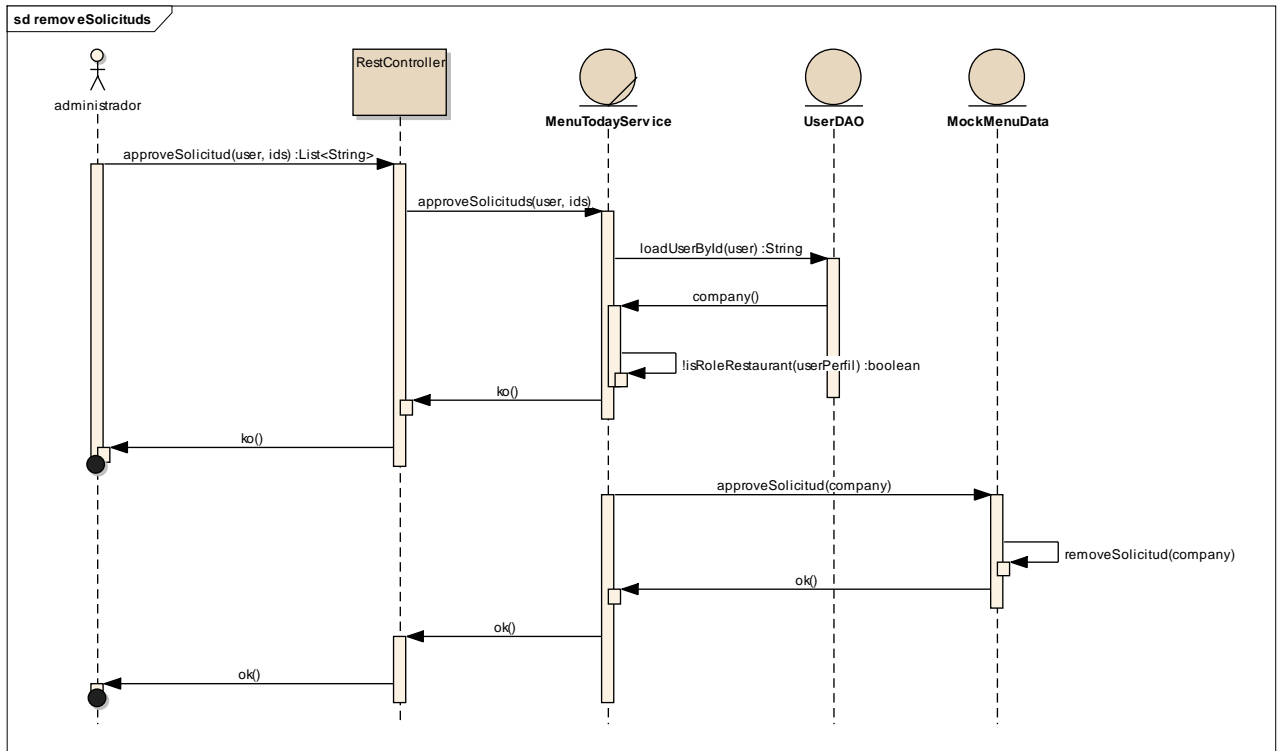 sd removeSolicituds
administrador
RestController
MenuTodayService
UserDAO
MockMenuData
approveSolicitud(user, ids) :List<String>
approveSolicituds(user, ids)
loadUserById(user) :String
company()
!isRoleRestaurant(userPerfil) :boolean
ko()
ko()
approveSolicitud(company)
removeSolicitud(company)
ok()
ok()
ok()